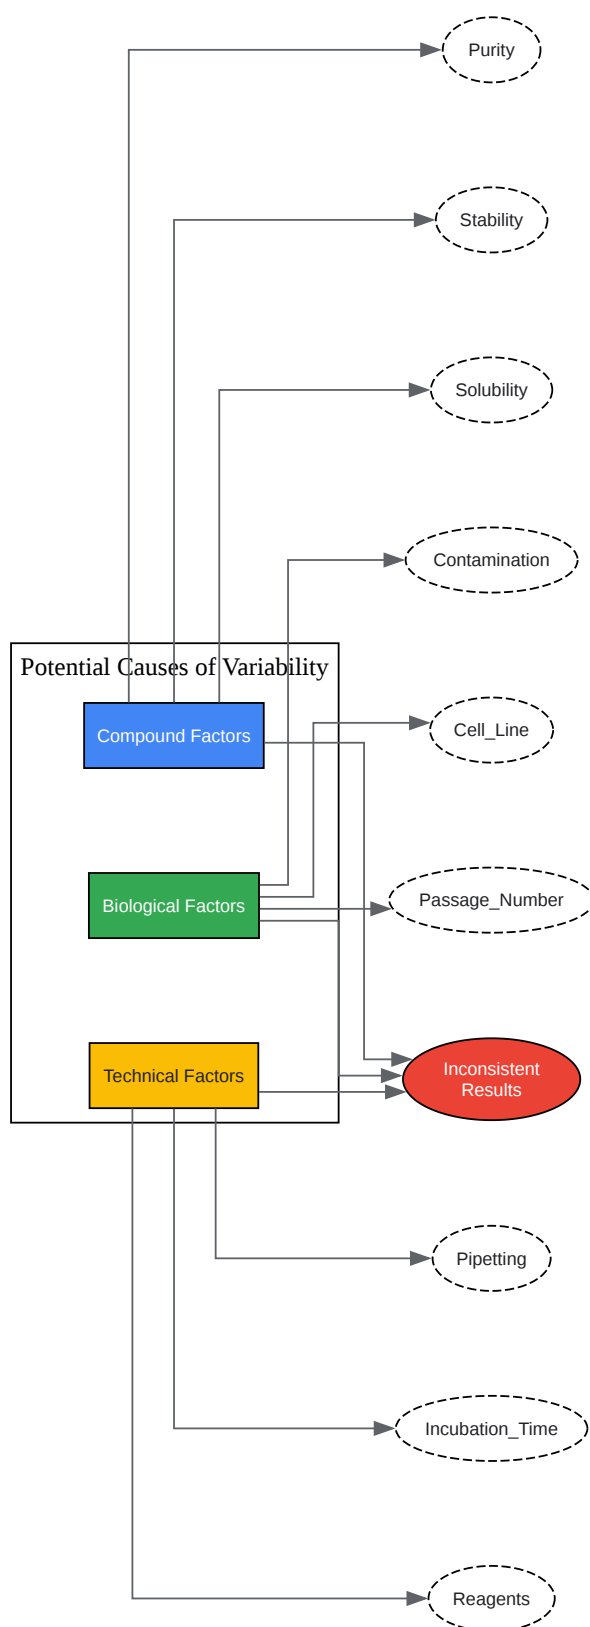 Purity
Stability
Solubility
Contamination
Potential Causes of Variability
Compound Factors
Cell_Line
Biological Factors
Passage_Number
Technical Factors
Inconsistent
Results
Pipetting
Incubation_Time
Reagents